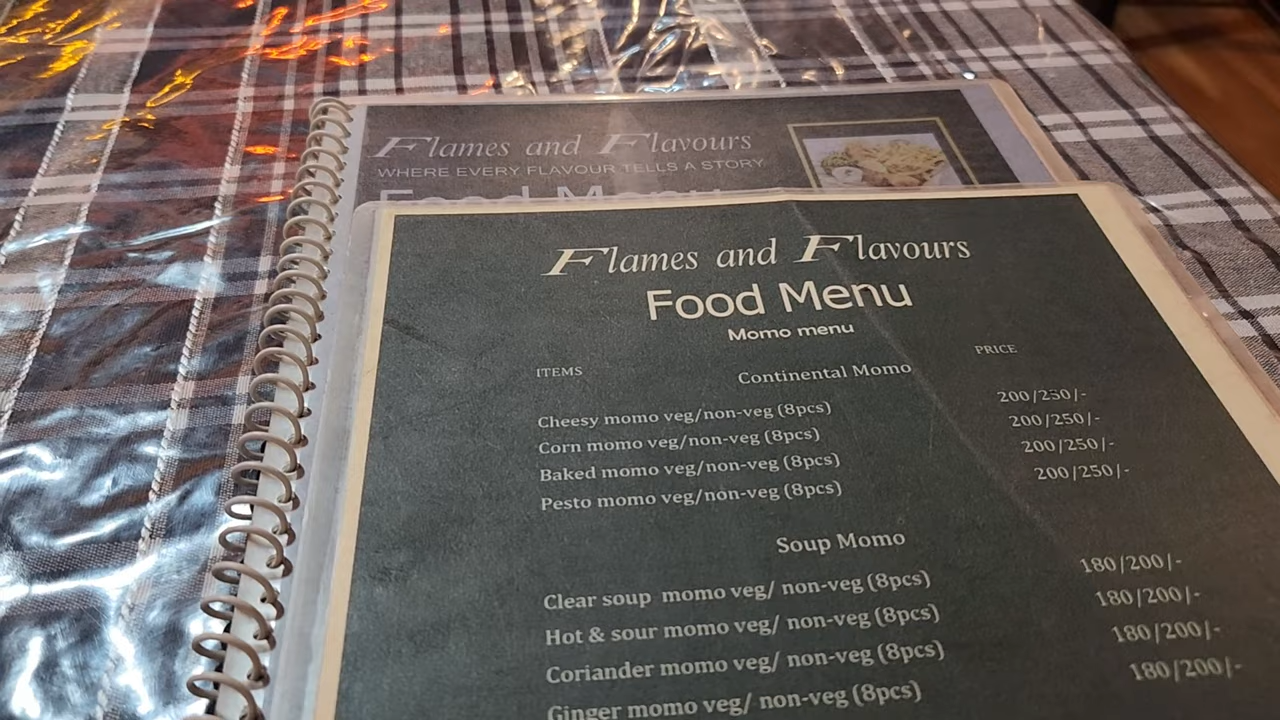 Flames and Flavours
WHERE EVERY FLAVOUR TELLS A STORY
Food Menu
Flames and Flavours
Food Menu
Momo menu
ITEMS PRICE
Continental Momo
Cheesy momo veg/non-veg (8pcs) 200/250/-
Corn momo veg/non-veg (8pcs) 200/250/-
Baked momo veg/non-veg (8pcs) 200/250/-
Pesto momo veg/non-veg (8pcs) 200/250/-
Soup Momo
Clear soup momo veg/ non-veg (8pcs) 180/200/-
Hot & sour momo veg/ non-veg (8pcs) 180/200/-
Coriander momo veg/ non-veg (8pcs) 180/200/-
Ginger momo veg/ non-veg (8pcs) 180/200/-